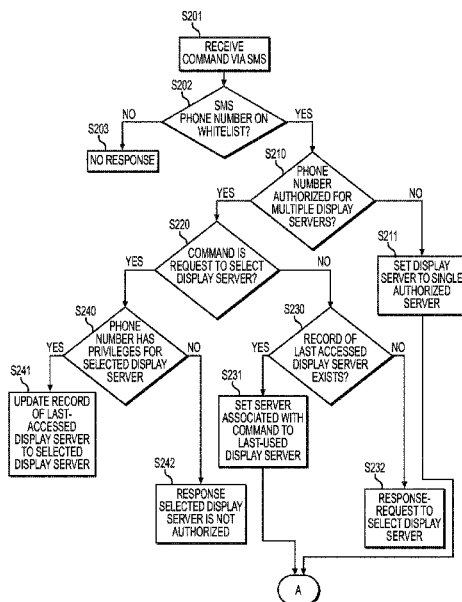 S201
RECEIVE
COMMAND VIA SMS
S202
SMS
PHONE NUMBER ON
WHITELIST?
NO
YES
S203
NO RESPONSE
S210
PHONE
NUMBER
AUTHORIZED FOR
MULTIPLE DISPLAY
SERVERS?
YES
NO
S211
SET DISPLAY
SERVER TO SINGLE
AUTHORIZED
SERVER
S220
COMMAND IS
REQUEST TO SELECT
DISPLAY SERVER?
YES
NO
S240
PHONE
NUMBER HAS
PRIVILEGES FOR
SELECTED DISPLAY
SERVER
YES
NO
S241
UPDATE RECORD
OF LAST-
ACCESSED DISPLAY
SERVER TO
SELECTED DISPLAY
SERVER
S242
RESPONSE
SELECTED DISPLAY
SERVER IS NOT
AUTHORIZED
S230
RECORD OF
LAST ACCESSED
DISPLAY SERVER
EXISTS?
YES
NO
S231
SET SERVER
ASSOCIATED WITH
COMMAND TO
LAST-USED
DISPLAY SERVER
S232
RESPONSE-
REQUEST TO
SELECT DISPLAY
SERVER
A